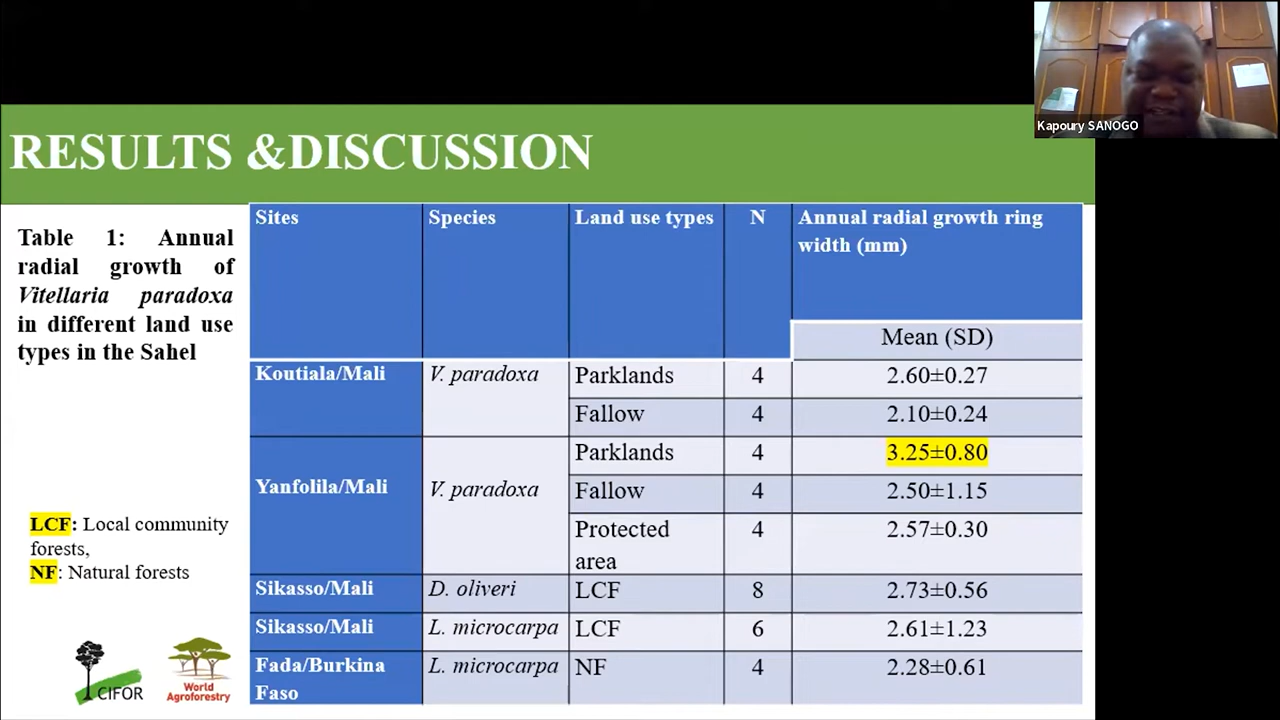 Kapoury SANOGO
RESULTS &DISCUSSION
Table 1: Annual
radial growth of
Vitellaria paradoxa
in different land use
types in the Sahel
LCF: Local community
forests,
NF: Natural forests
CIFOR
World
Agroforestry
Sites Species Land use types N Annual radial growth ring
width (mm)
Mean (SD)
Koutiala/Mali V. paradoxa Parklands 4 2.60±0.27
Fallow 4 2.10±0.24
Parklands 4 3.25±0.80
Yanfolila/Mali V. paradoxa Fallow 4 2.50±1.15
Protected 4 2.57±0.30
area
Sikasso/Mali D. oliveri LCF 8 2.73±0.56
Sikasso/Mali L. microcarpa LCF 6 2.61±1.23
Fada/Burkina L. microcarpa NF 4 2.28±0.61
Faso